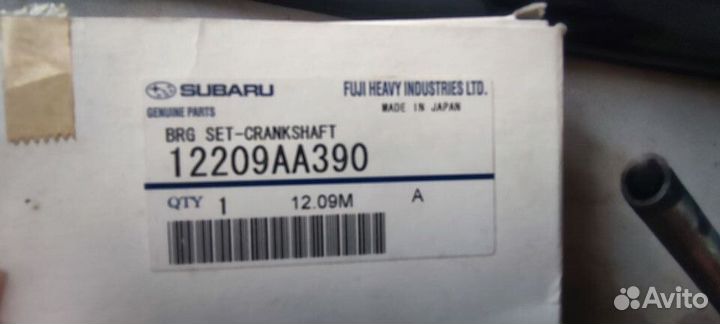 SUBARU FUJI HEAVY INDUSTRIES LTD.
GENUINE PARTS MADE IN JAPAN
BRG SET-CRANKSHAFT
12209AA390
QTY 1 12.09M A
Avito